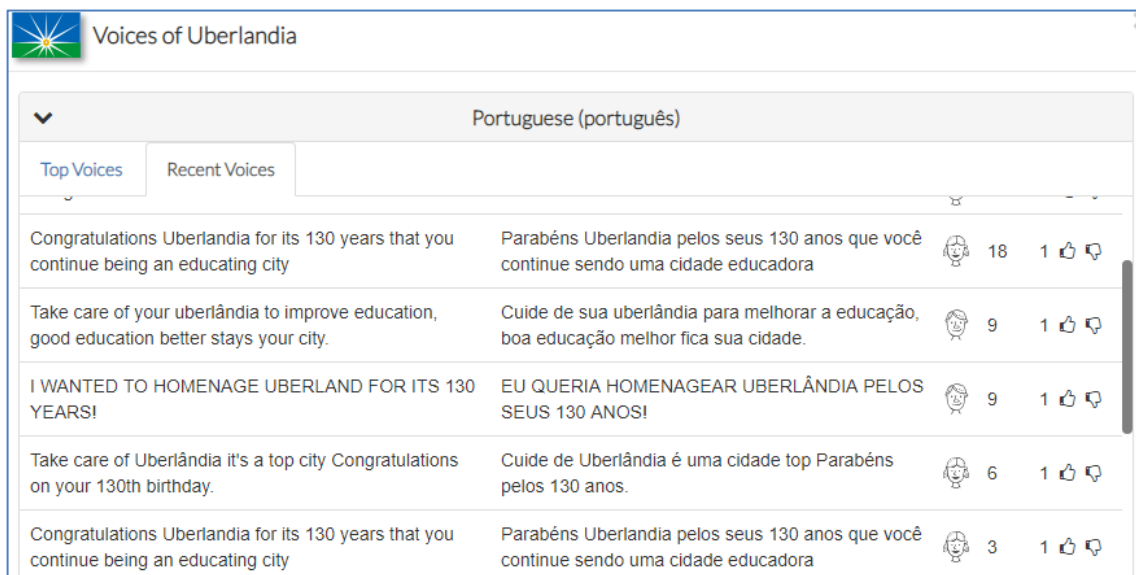 Voices of Uberlandia
Portuguese (português)
Top Voices
Recent Voices
Congratulations Uberlandia for its 130 years that you
continue being an educating city
Parabéns Uberlandia pelos seus 130 anos que você
continue sendo uma cidade educadora
18
1
Take care of your uberlândia to improve education,
good education better stays your city.
Cuide de sua uberlândia para melhorar a educação,
boa educação melhor fica sua cidade.
9
1
I WANTED TO HOMENAGE UBERLAND FOR ITS 130
YEARS!
EU QUERIA HOMENAGEAR UBERLÂNDIA PELOS
SEUS 130 ANOS!
9
1
Take care of Uberlândia it's a top city Congratulations
on your 130th birthday.
Cuide de Uberlândia é uma cidade top Parabéns
pelos 130 anos.
6
1
Congratulations Uberlandia for its 130 years that you
continue being an educating city
Parabéns Uberlandia pelos seus 130 anos que você
continue sendo uma cidade educadora
3
1